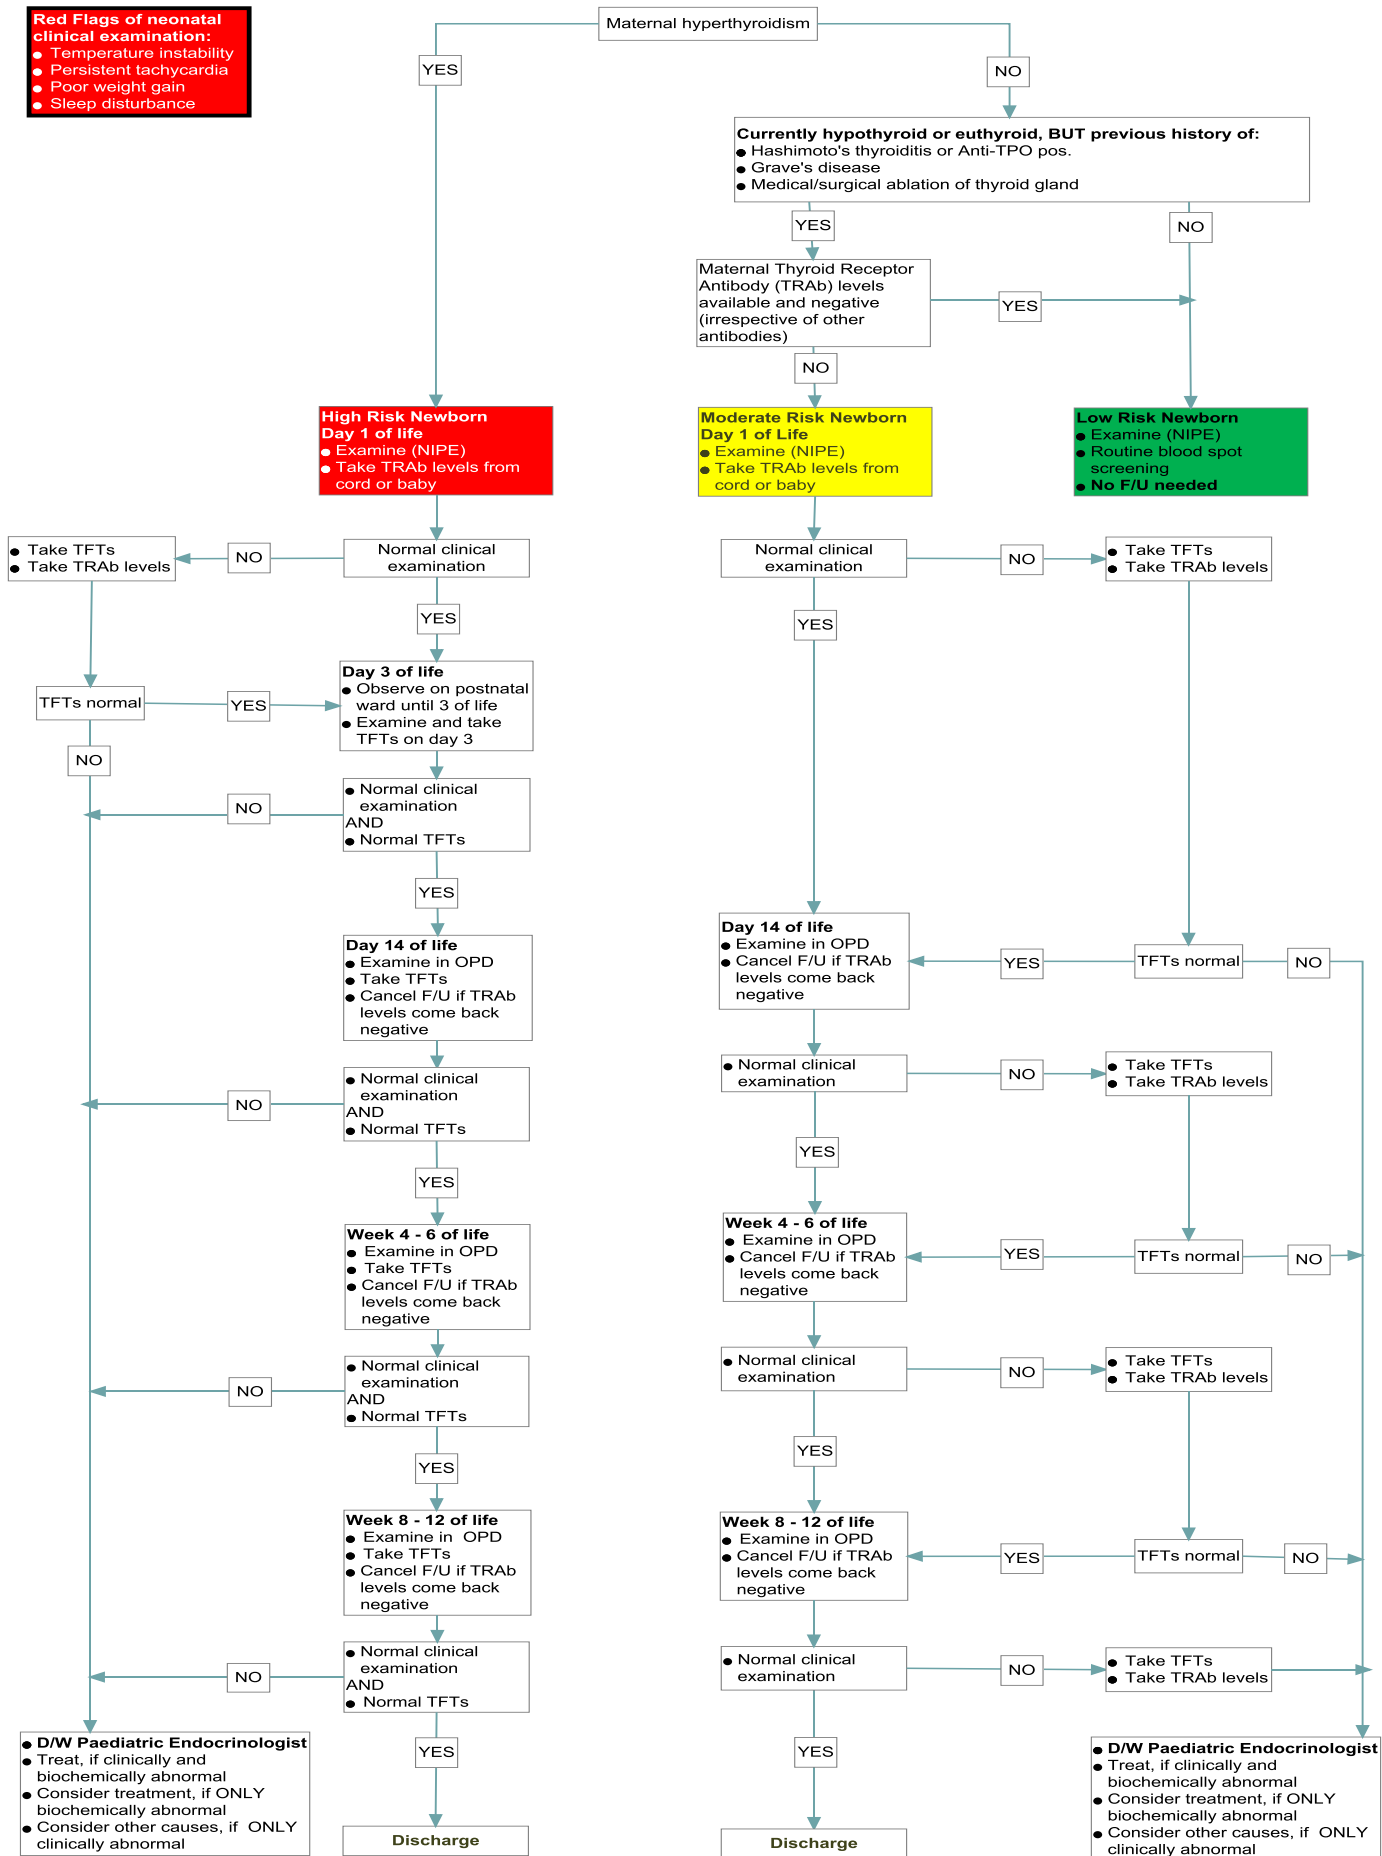 Red Flags of neonatal
clinical examination:
● Temperature instability
● Persistent tachycardia
● Poor weight gain
● Sleep disturbance
Maternal hyperthyroidism
YES
NO
Currently hypothyroid or euthyroid, BUT previous history of:
● Hashimoto's thyroiditis or Anti-TPO pos.
● Grave's disease
● Medical/surgical ablation of thyroid gland
YES
NO
Maternal Thyroid Receptor
Antibody (TRAb) levels
available and negative
(irrespective of other
antibodies)
YES
NO
High Risk Newborn
Day 1 of life
● Examine (NIPE)
● Take TRAb levels from
cord or baby
Moderate Risk Newborn
Day 1 of Life
● Examine (NIPE)
● Take TRAb levels from
cord or baby
Low Risk Newborn
● Examine (NIPE)
● Routine blood spot
screening
● No F/U needed
● Take TFTs
● Take TRAb levels
NO
Normal clinical
examination
YES
TFTs normal
YES
NO
Day 3 of life
● Observe on postnatal
ward until 3 of life
● Examine and take
TFTs on day 3
● Normal clinical
examination
AND
● Normal TFTs
NO
YES
Day 14 of life
● Examine in OPD
● Take TFTs
● Cancel F/U if TRAb
levels come back
negative
● Normal clinical
examination
AND
● Normal TFTs
NO
YES
Week 4 - 6 of life
● Examine in OPD
● Take TFTs
● Cancel F/U if TRAb
levels come back
negative
● Normal clinical
examination
AND
● Normal TFTs
NO
YES
Week 8 - 12 of life
● Examine in OPD
● Take TFTs
● Cancel F/U if TRAb
levels come back
negative
● Normal clinical
examination
AND
● Normal TFTs
NO
YES
● D/W Paediatric Endocrinologist
● Treat, if clinically and
biochemically abnormal
● Consider treatment, if ONLY
biochemically abnormal
● Consider other causes, if ONLY
clinically abnormal
Discharge
Normal clinical
examination
NO
● Take TFTs
● Take TRAb levels
YES
Day 14 of life
● Examine in OPD
● Cancel F/U if TRAb
levels come back
negative
YES
TFTs normal
NO
● Normal clinical
examination
NO
● Take TFTs
● Take TRAb levels
YES
Week 4 - 6 of life
● Examine in OPD
● Cancel F/U if TRAb
levels come back
negative
YES
TFTs normal
NO
● Normal clinical
examination
NO
● Take TFTs
● Take TRAb levels
YES
Week 8 - 12 of life
● Examine in OPD
● Cancel F/U if TRAb
levels come back
negative
YES
TFTs normal
NO
● Normal clinical
examination
NO
● Take TFTs
● Take TRAb levels
YES
Discharge
● D/W Paediatric Endocrinologist
● Treat, if clinically and
biochemically abnormal
● Consider treatment, if ONLY
biochemically abnormal
● Consider other causes, if ONLY
clinically abnormal